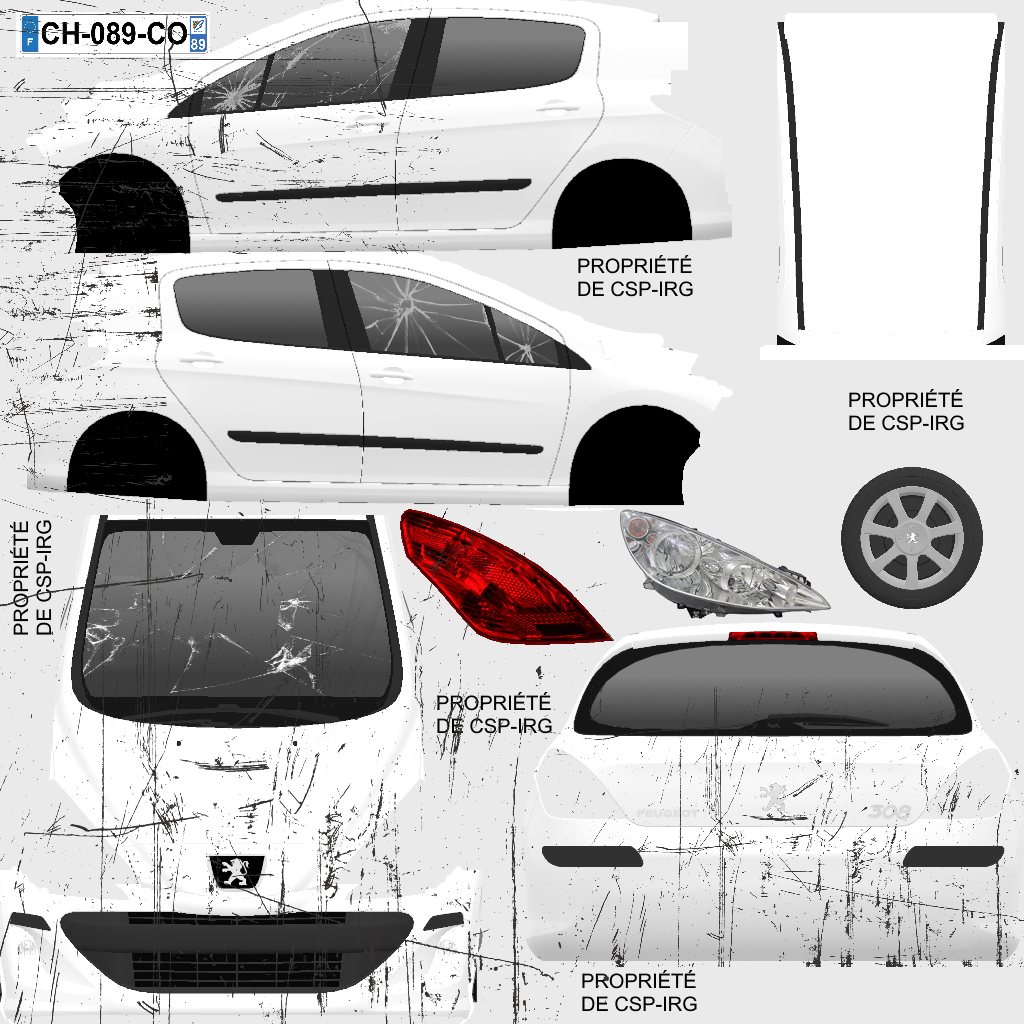 F
CH-089-CO
89
PROPRIÉTÉ
DE CSP-IRG
PROPRIÉTÉ
DE CSP-IRG
PROPRIÉTÉ
DE CSP-IRG
PROPRIÉTÉ
DE CSP-IRG
PEUGEOT
308
PROPRIÉTÉ
DE CSP-IRG